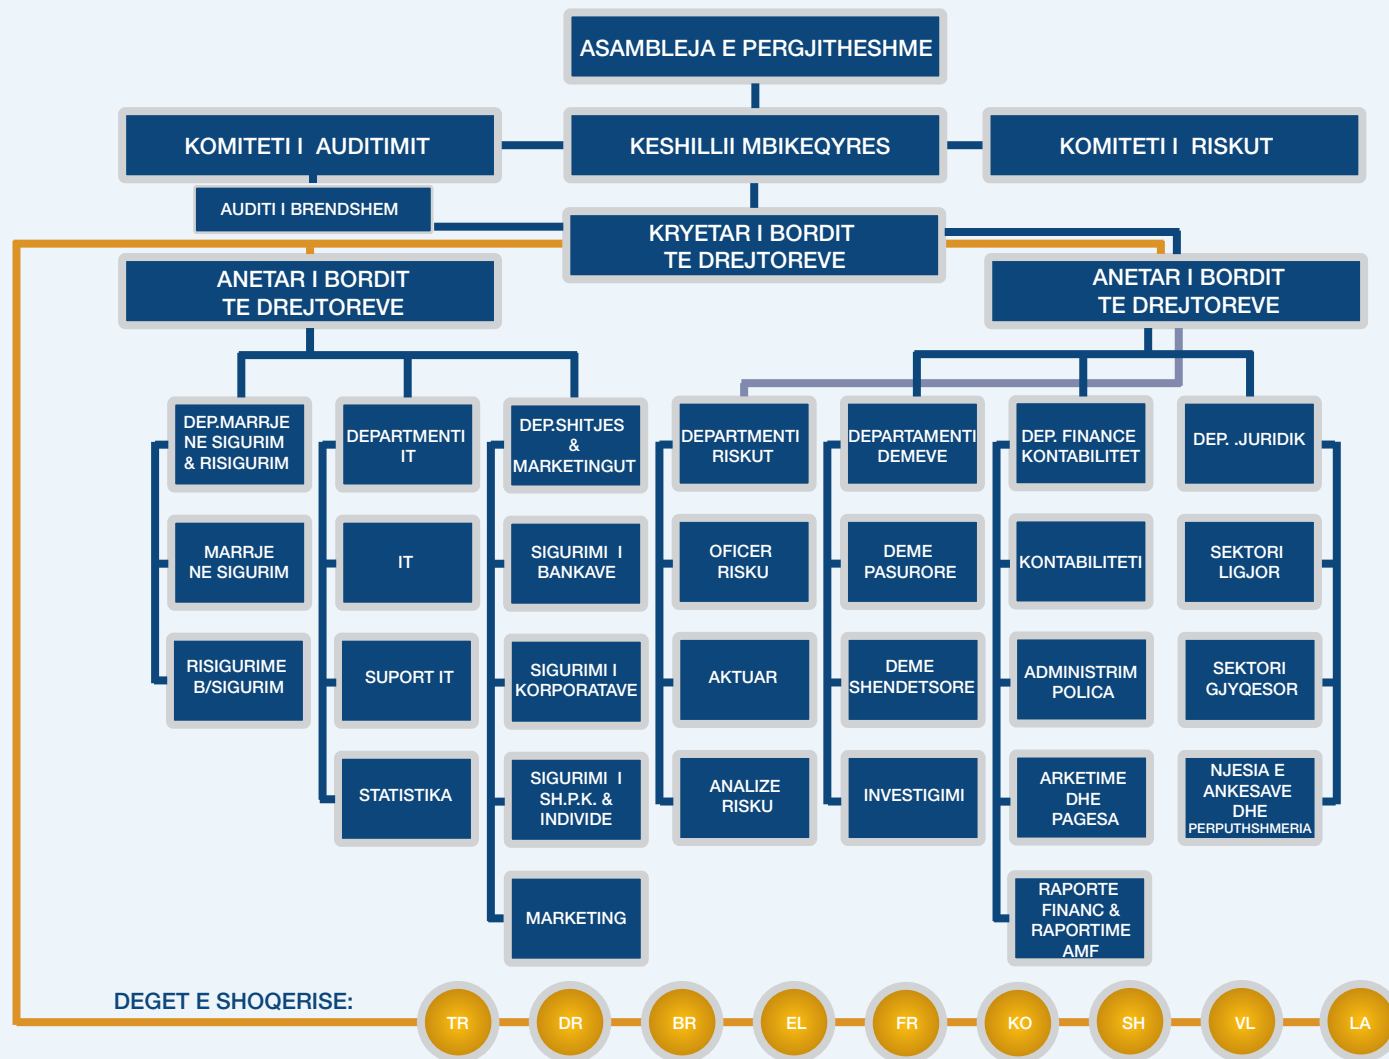 ASAMBLEJA E PERGJITHESHME
KOMITETI I AUDITIMIT
KESHILLII MBIKEQYRES
KOMITETI I RISKUT
AUDITI I BRENDSHEM
KRYETAR I BORDIT
TE DREJTOREVE
ANETAR I BORDIT
TE DREJTOREVE
ANETAR I BORDIT
TE DREJTOREVE
DEP.MARRJE
NE SIGURIM
& RISIGURIM
DEPARTMENTI
IT
DEP.SHITJES
&
MARKETINGUT
DEPARTMENTI
RISKUT
DEPARTAMENTI
DEMEVE
DEP. FINANCE
KONTABILITET
DEP. .JURIDIK
MARRJE
NE SIGURIM
IT
SIGURIMI I
BANKAVE
OFICER
RISKU
DEME
PASURORE
KONTABILITETI
SEKTORI
LIGJOR
RISIGURIME
B/SIGURIM
SUPORT IT
SIGURIMI I
KORPORATAVE
AKTUAR
DEME
SHENDETSORE
ADMINISTRIM
POLICA
SEKTORI
GJYQESOR
STATISTIKA
SIGURIMI I
SH.P.K. &
INDIVIDE
ANALIZE
RISKU
INVESTIGIMI
ARKETIME
DHE
PAGESA
NJESIA E
ANKESAVE
DHE
PERPUTHSHMERIA
MARKETING
RAPORTE
FINANC &
RAPORTIME
AMF
DEGET E SHOQERISE:
TR
DR
BR
EL
FR
KO
SH
VL
LA